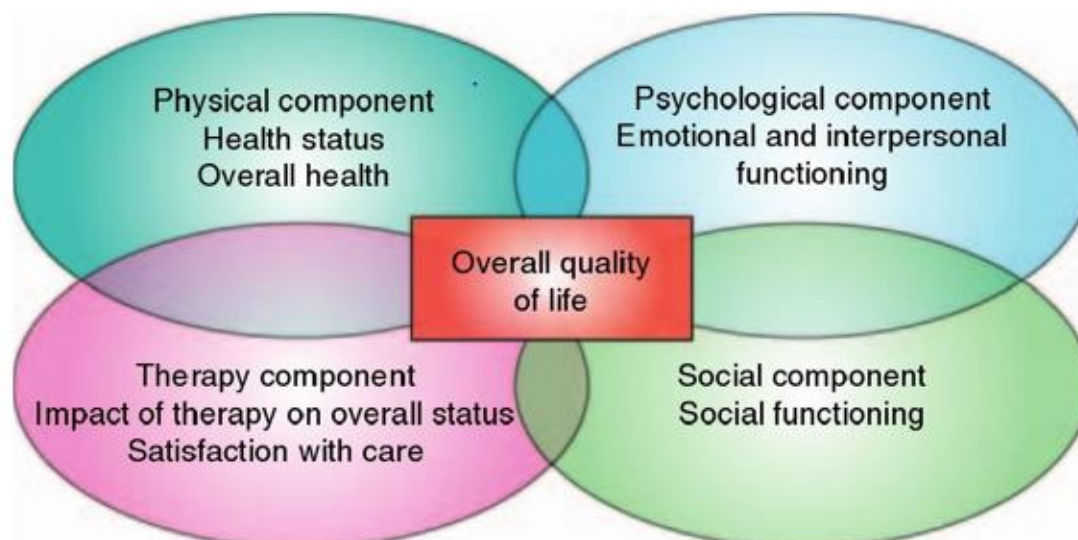 Physical component
Health status
Overall health
Psychological component
Emotional and interpersonal
functioning
Overall quality
of life
Therapy component
Impact of therapy on overall status
Satisfaction with care
Social component
Social functioning